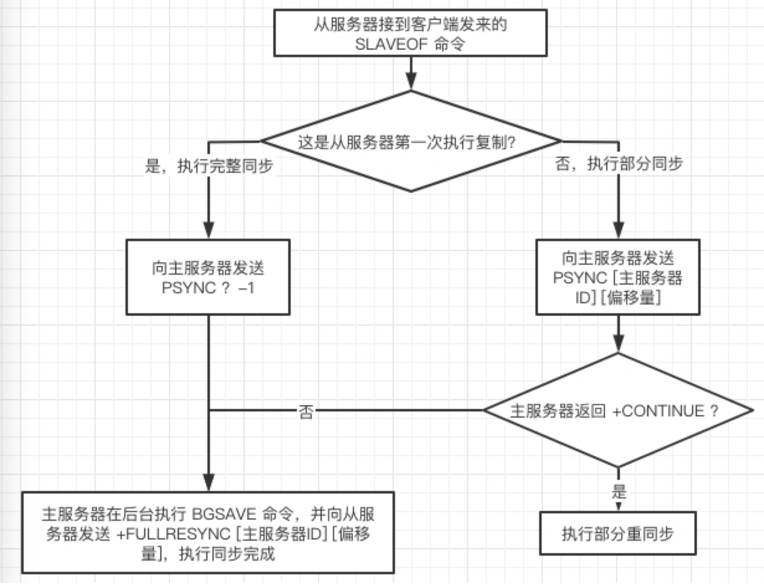 从服务器接到客户端发来的
SLAVEOF 命令
这是从服务器第一次执行复制?
是，执行完整同步
否，执行部分同步
向主服务器发送
PSYNC ? -1
向主服务器发送
PSYNC [主服务器
ID] [偏移量]
主服务器返回 +CONTINUE ?
否
是
主服务器在后台执行 BGSAVE 命令，并向从服
务器发送 +FULLRESYNC [主服务器ID] [偏移
量]，执行同步完成
执行部分重同步